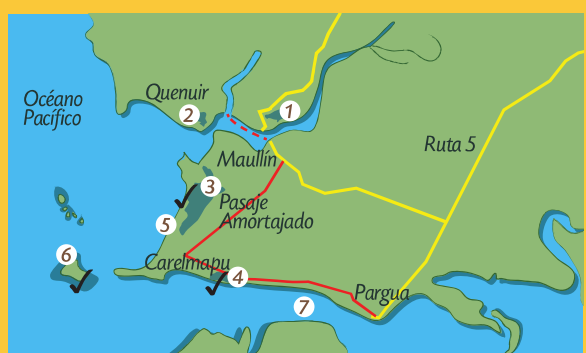 Quenuir
Océano
Pacífico
1
2
Ruta 5
Maullín
3
Pasaje
Amortajado
5
6
Carelmapu
4
Pargua
7